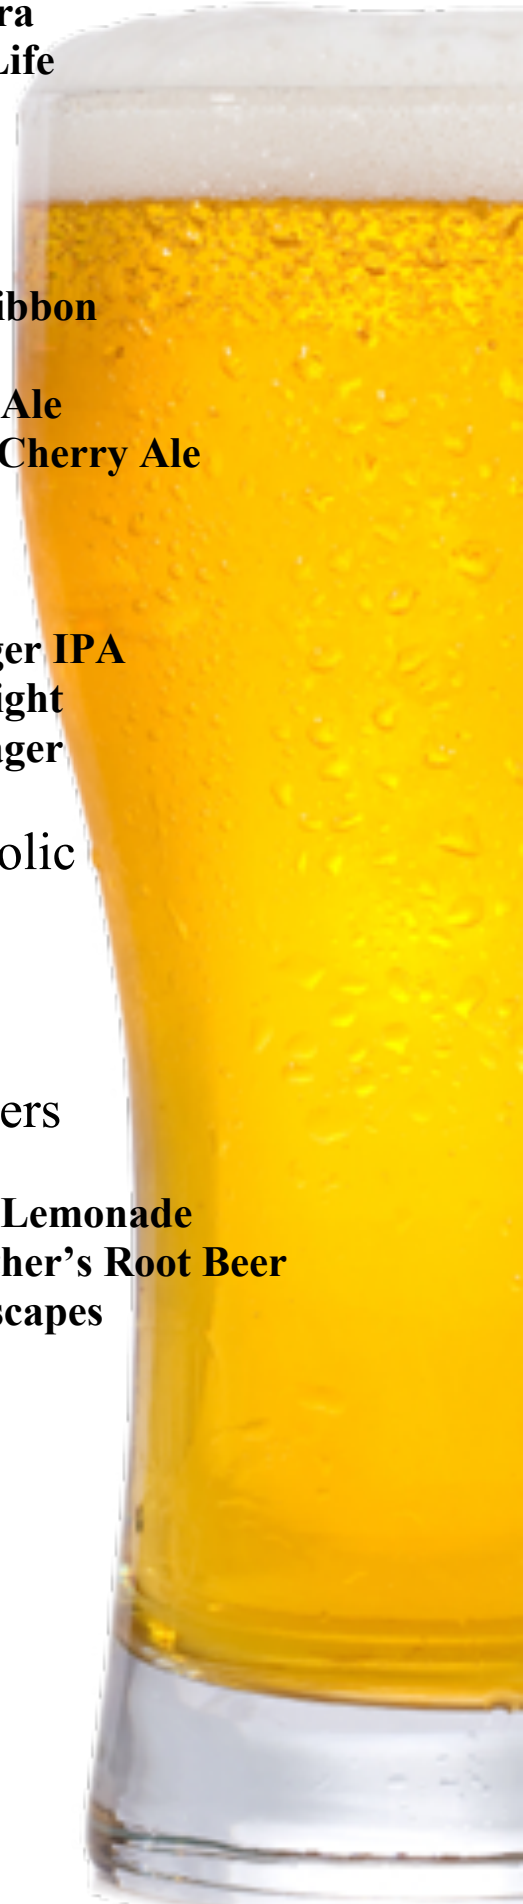 ra
Life
ibbon
Ale
Cherry Ale
ger IPA
ight
ager
olic
ers
Lemonade
her's Root Beer
scapes